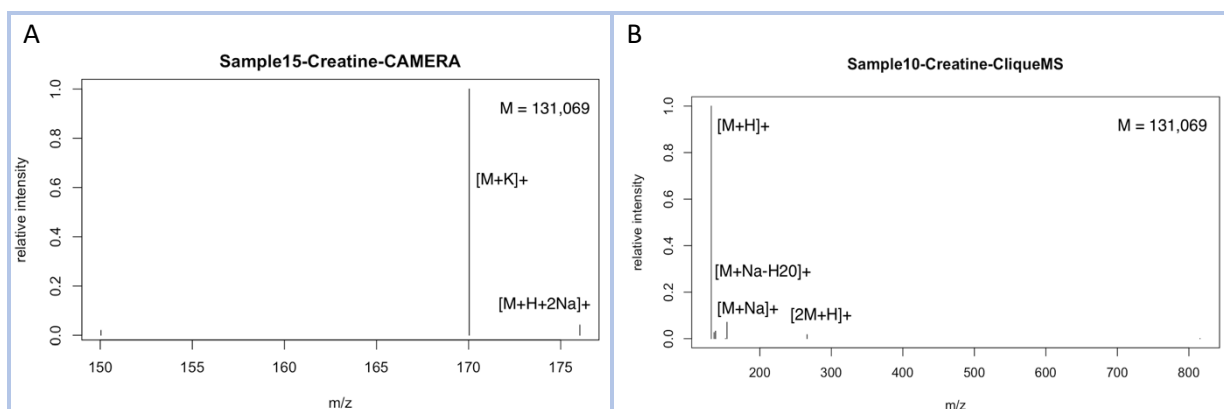 A
Sample15-Creatine-CAMERA
relative intensity
1.0
0.8
0.6
0.4
0.2
0.0
M = 131,069
[M+K]+
[M+H+2Na]+
150
155
160
165
170
175
m/z
B
Sample10-Creatine-CliqueMS
relative intensity
1.0
0.8
0.6
0.4
0.2
0.0
[M+H]+
M = 131,069
[M+Na-H20]+
[M+Na]+
[2M+H]+
200
300
400
500
600
700
800
m/z